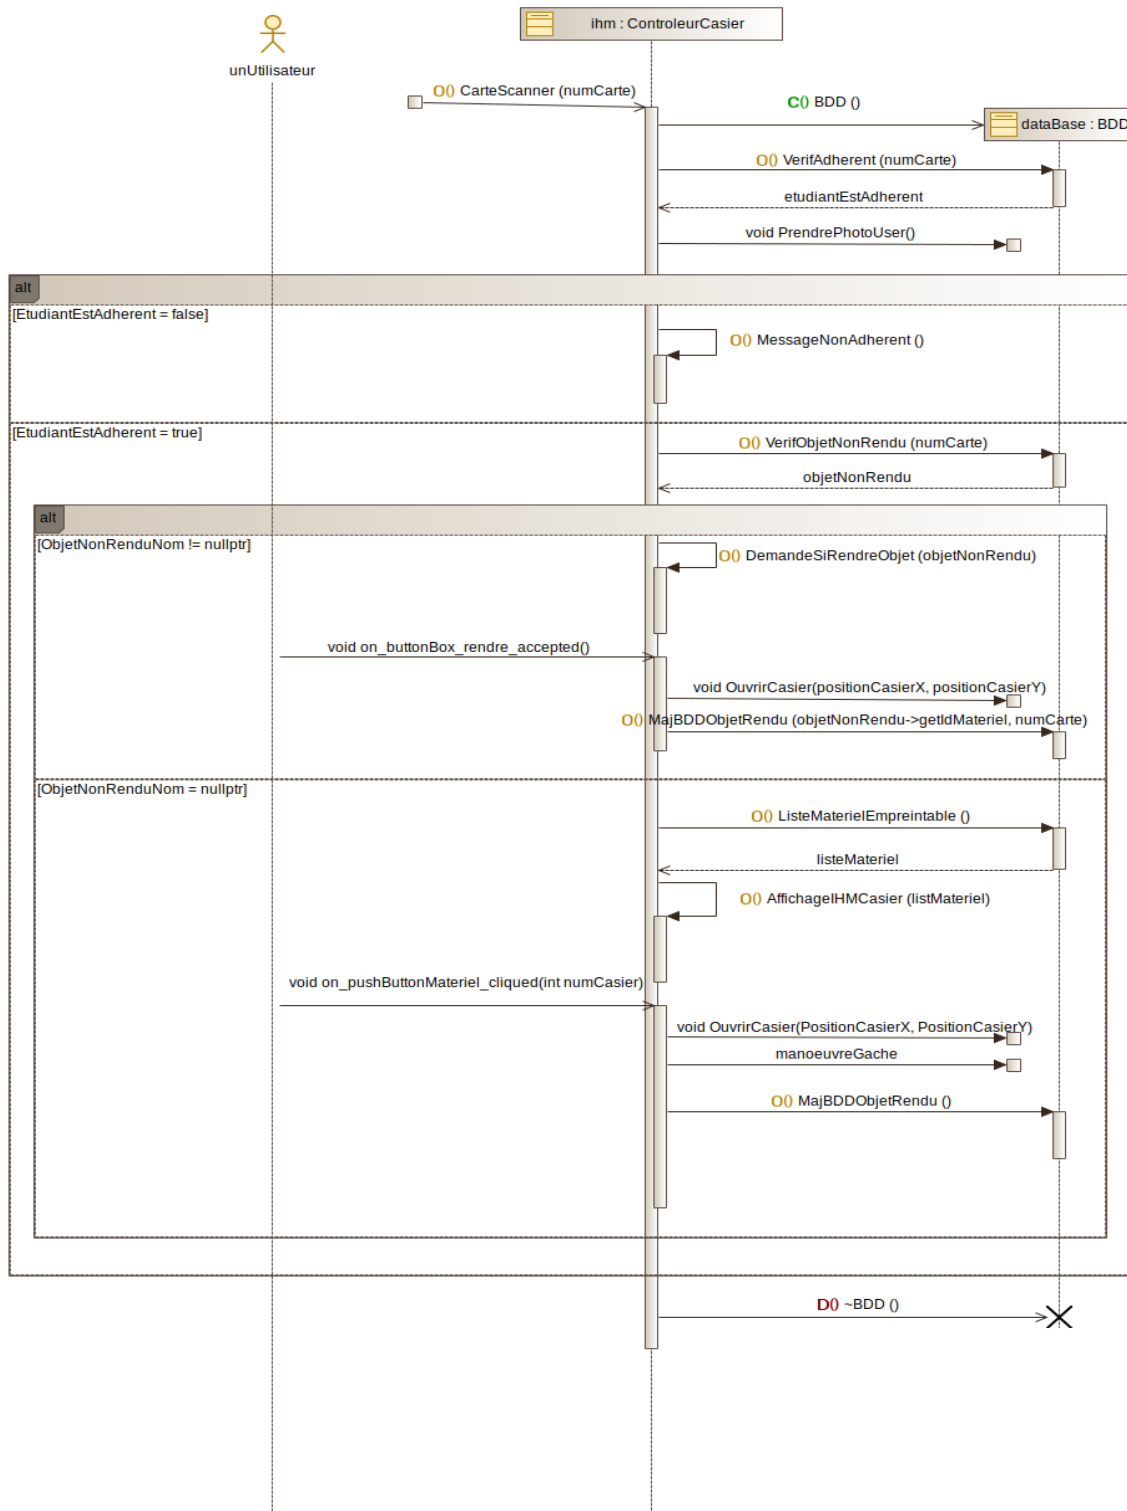 ihm : ControleurCasier
unUtilisateur
O() CarteScanner (numCarte)
C() BDD ()
dataBase : BDD
O() VerifAdherent (numCarte)
etudiantEstAdherent
void PrendrePhotoUser()
alt
[EtudiantEstAdherent = false]
O() MessageNonAdherent ()
[EtudiantEstAdherent = true]
O() VerifObjetNonRendu (numCarte)
objetNonRendu
alt
[ObjetNonRenduNom != nullptr]
O() DemandeSiRendreObjet (objetNonRendu)
void on_buttonBox_rendre_accepted()
void OuvrirCasier(positionCasierX, positionCasierY)
O() MajBDDObjetRendu (objetNonRendu->getIdMateriel, numCarte)
[ObjetNonRenduNom = nullptr]
O() ListeMaterielEmpreintable ()
listeMateriel
O() AffichageIHMCasier (listMateriel)
void on_pushButtonMateriel_cliqued(int numCasier)
void OuvrirCasier(PositionCasierX, PositionCasierY)
manoeuvreGache
O() MajBDDObjetRendu ()
D() ~BDD ()